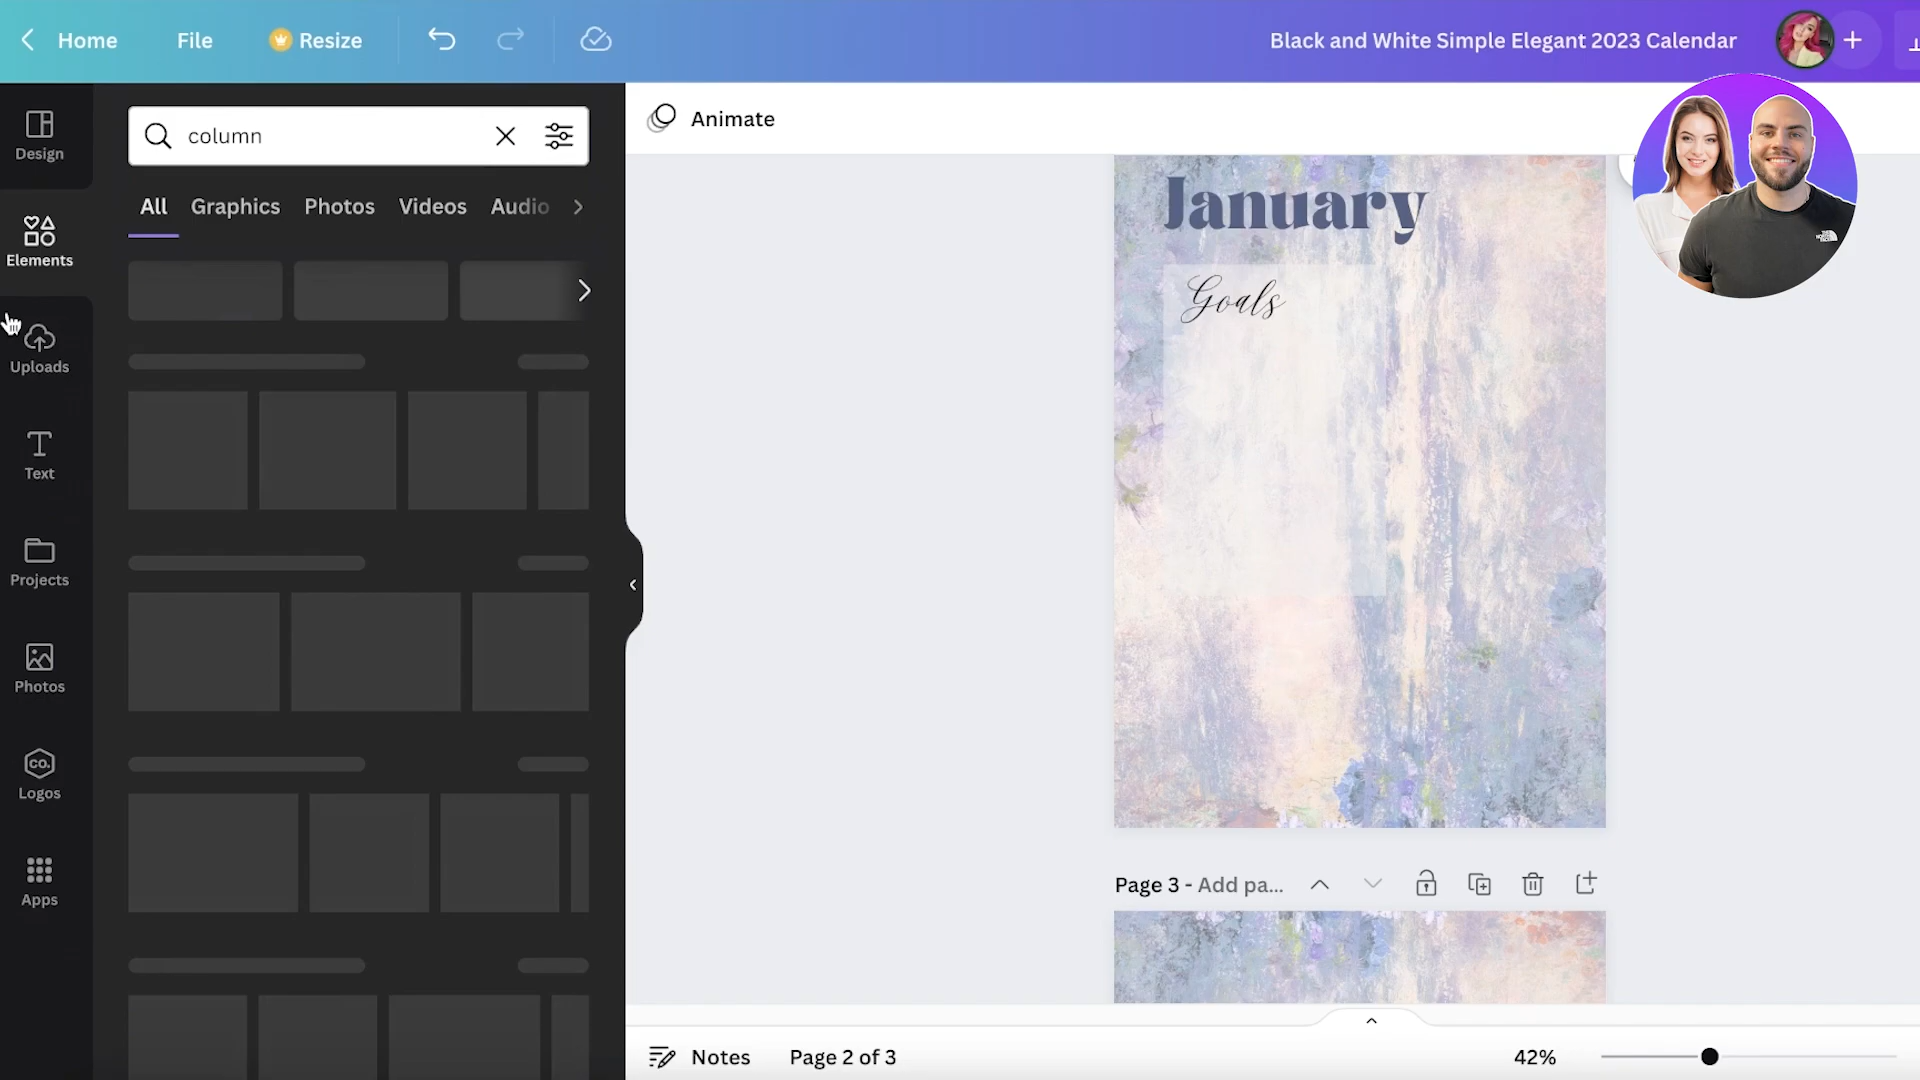 Home
File
Resize
Black and White Simple Elegant 2023 Calendar
Design
Elements
Uploads
Text
Projects
Photos
CO.
Logos
Apps
column
All
Graphics
Photos
Videos
Audio
Animate
January
Goals
Page 3 - Add pa...
Notes
Page 2 of 3
42%